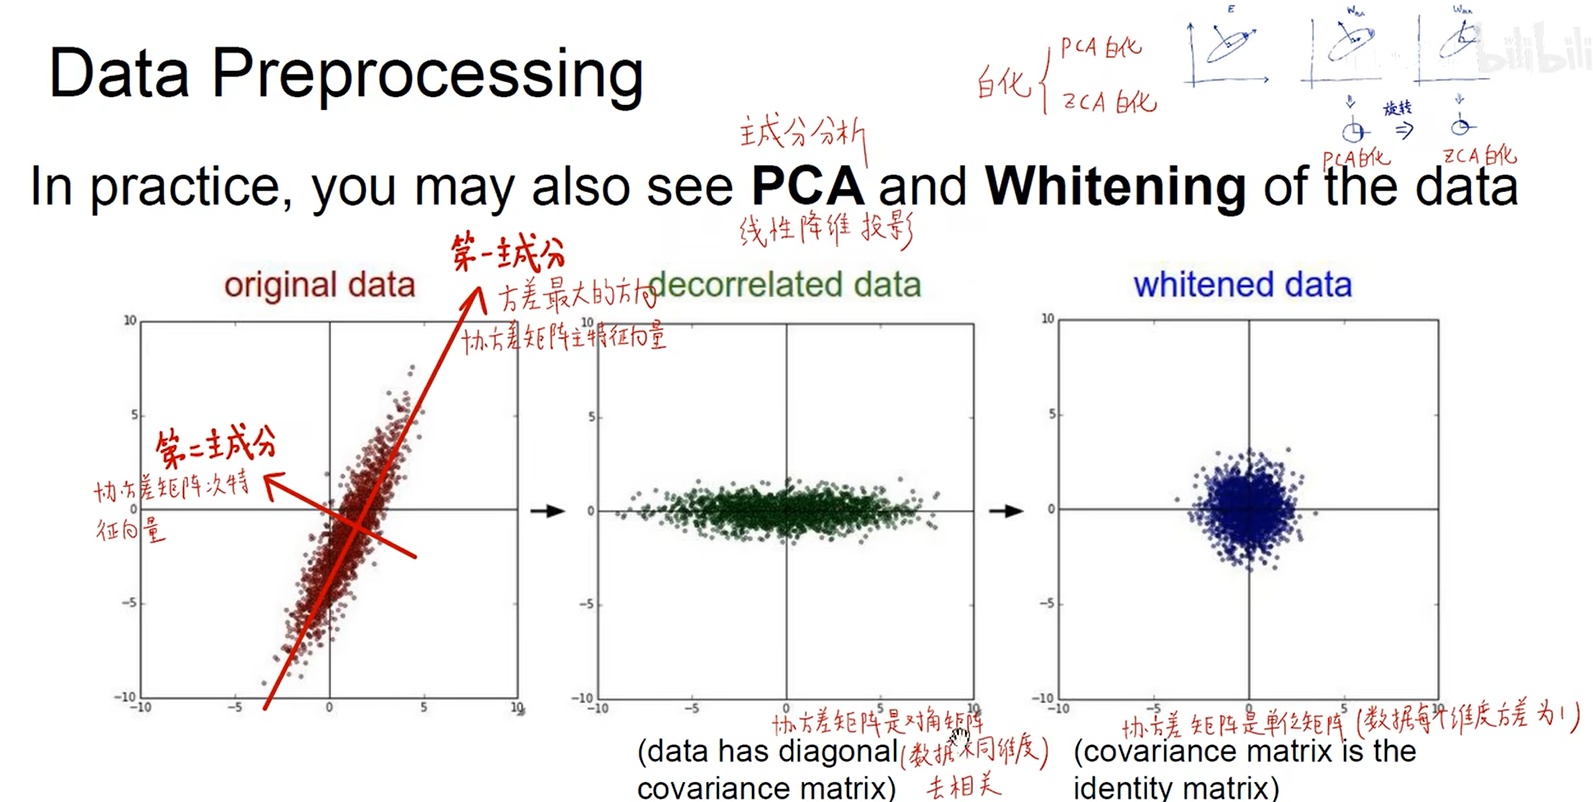 Data Preprocessing
白化 { PCA 白化
ZCA 白化
E
旋转
⇒
PCA白化
ZCA 白化
bilibili
主成分分析
In practice, you may also see PCA and Whitening of the data
线性降维 投影
第一主成分
方差最大的方向
协方差矩阵主特征向量
第二主成分
协方差矩阵次特
征向量
original data
10
5
0
-5
-10
-10 -5 0 5 10
decorrelated data
10
5
0
-5
-10
-10 -5 0 5 10
whitened data
10
5
0
-5
-10
-10 -5 0 5 10
协方差矩阵是对角矩阵
(data has diagonal
covariance matrix)
(数据不同维度)
去相关
协方差矩阵是单位矩阵 (数据每个维度方差为1)
(covariance matrix is the
identity matrix)